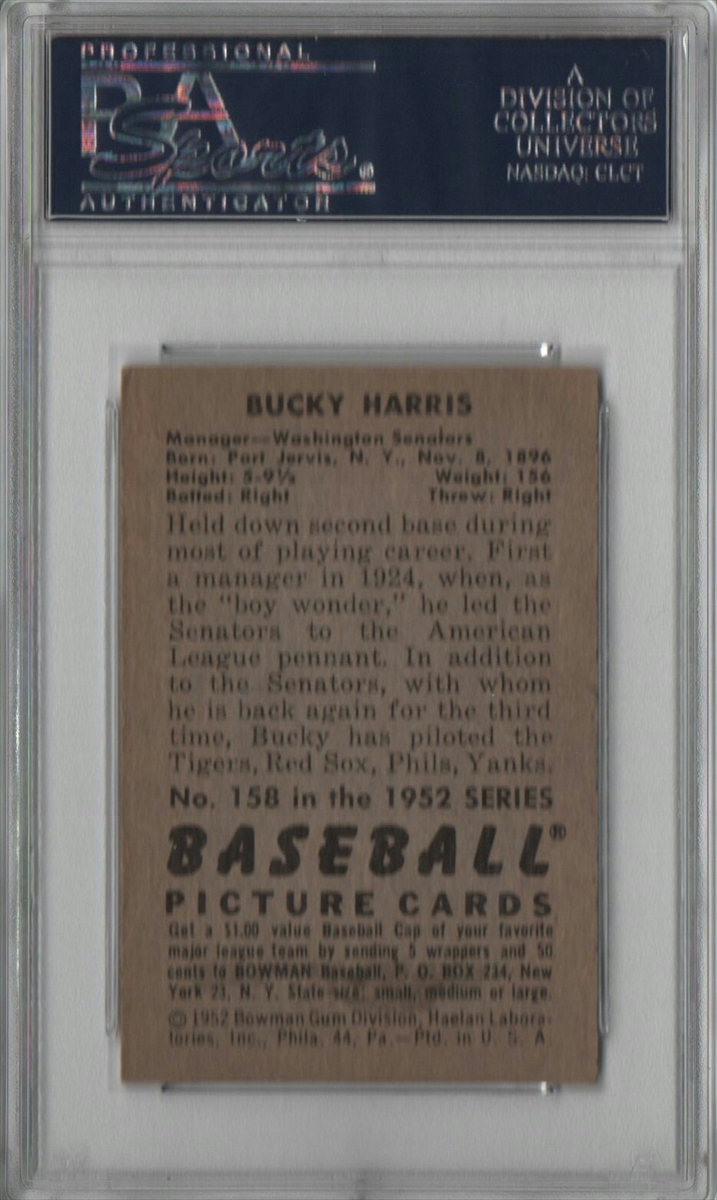 PROFESSIONAL
PSA
Sports
AUTHENTICATOR
A
DIVISION OF
COLLECTORS
UNIVERSE
NASDAQ: CLCT
BUCKY HARRIS
Manager—Washington Senators
Born: Port Jervis, N. Y., Nov. 8, 1896
Height: 5-9½ Weight: 156
Batted: Right Threw: Right
Held down second base during
most of playing career. First
a manager in 1924, when, as
the "boy wonder," he led the
Senators to the American
League pennant. In addition
to the Senators, with whom
he is back again for the third
time, Bucky has piloted the
Tigers, Red Sox, Phils, Yanks.
No. 158 in the 1952 SERIES
BASEBALL®
PICTURE CARDS
Get a $1.00 value Baseball Cap of your favorite
major league team by sending 5 wrappers and 50
cents to BOWMAN Baseball, P. O. BOX 234, New
York 23, N. Y. State size: small, medium or large.
© 1952 Bowman Gum Division, Haelan Labora-
tories, Inc., Phila. 44, Pa.—Ptd. in U. S. A